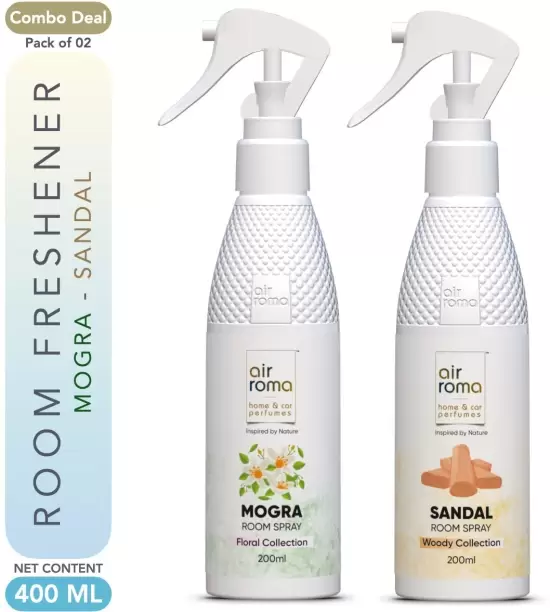 Combo Deal
Pack of 02
ROOM FRESHENER
MOGRA - SANDAL
NET CONTENT
400 ML
air
roma
air
roma
home & car
perfumes
Inspired by Nature
MOGRA
ROOM SPRAY
Floral Collection
200ml
air
roma
air
roma
home & car
perfumes
Inspired by Nature
SANDAL
ROOM SPRAY
Woody Collection
200ml